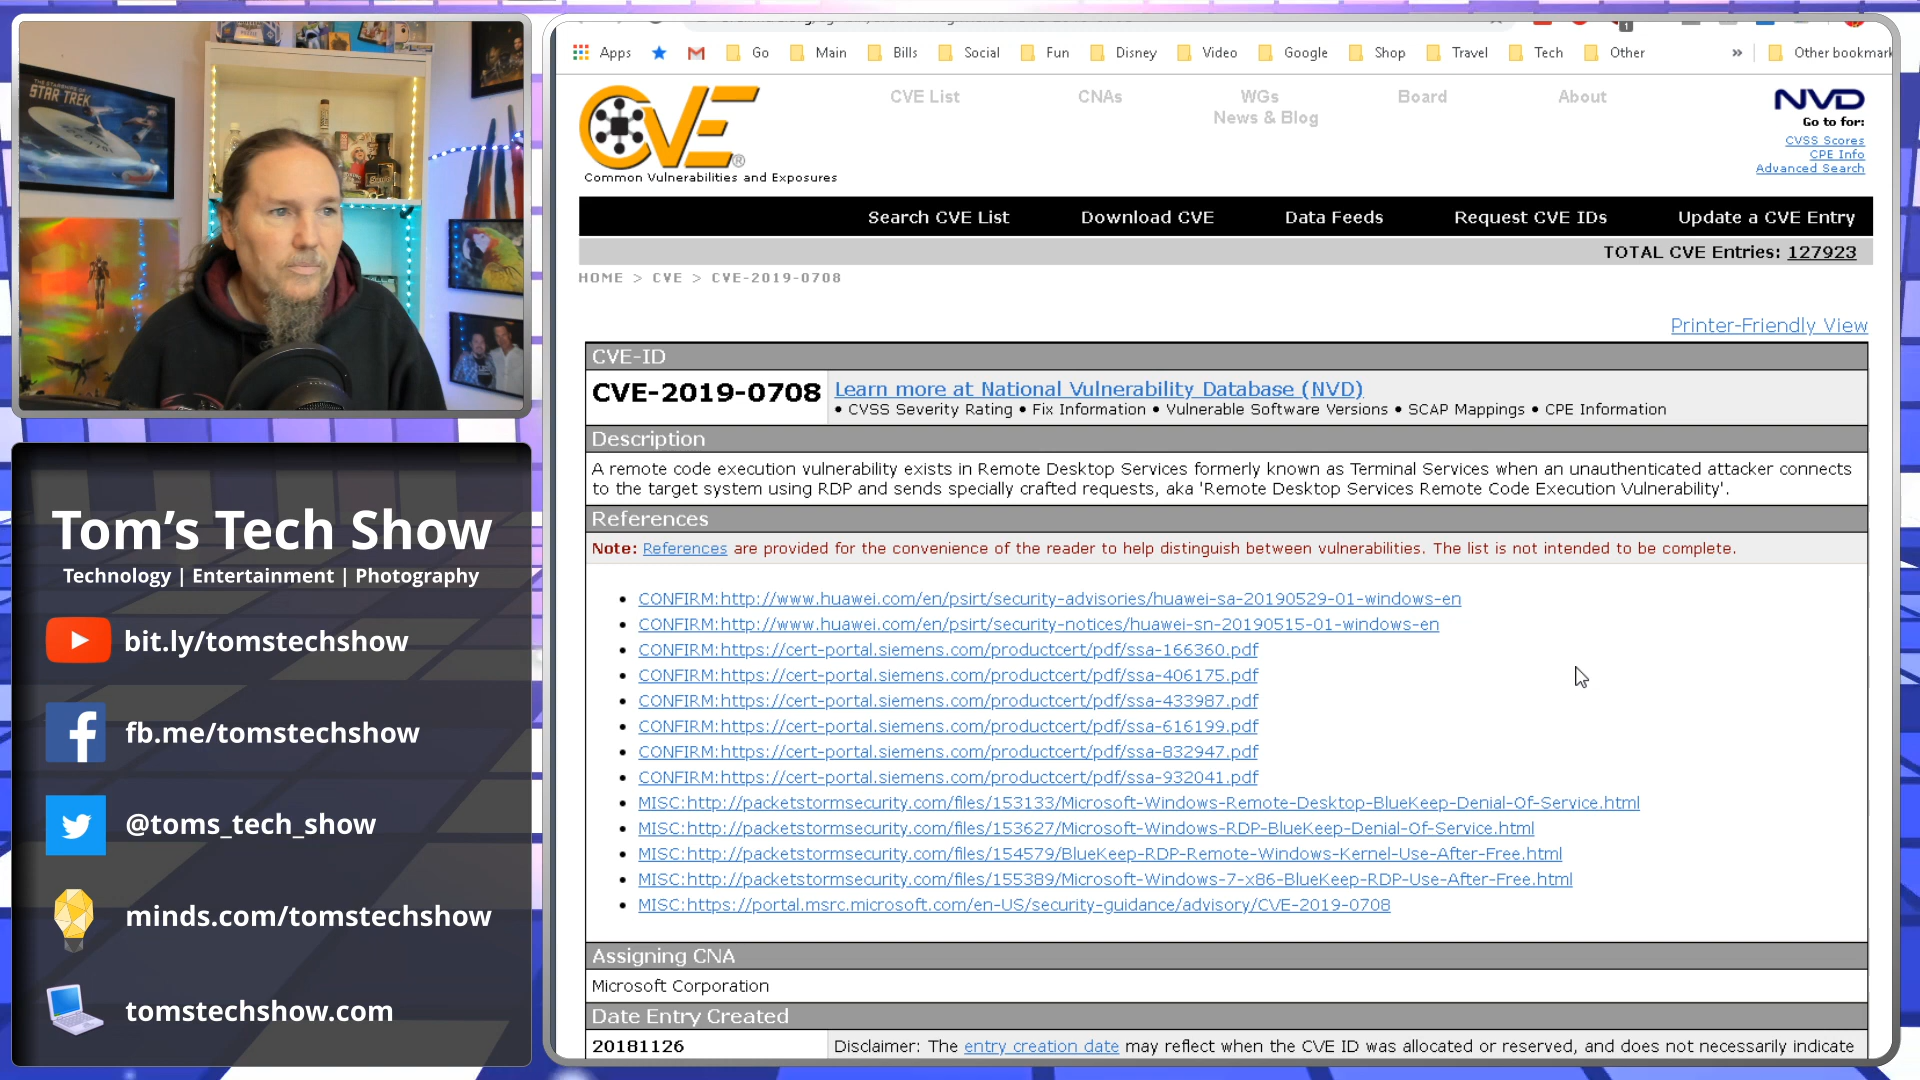 THE STARSHIPS OF
STAR TREK
Tom's Tech Show
Technology | Entertainment | Photography
bit.ly/tomstechshow
fb.me/tomstechshow
@toms_tech_show
minds.com/tomstechshow
tomstechshow.com
1
Apps Go Main Bills Social Fun Disney Video Google Shop Travel Tech Other » Other bookmark
CVE®
Common Vulnerabilities and Exposures
CVE List CNAs WGs Board About
News & Blog
NVD
Go to for:
CVSS Scores
CPE Info
Advanced Search
Search CVE List Download CVE Data Feeds Request CVE IDs Update a CVE Entry
TOTAL CVE Entries: 127923
HOME > CVE > CVE-2019-0708
Printer-Friendly View
CVE-ID
CVE-2019-0708 Learn more at National Vulnerability Database (NVD)
• CVSS Severity Rating • Fix Information • Vulnerable Software Versions • SCAP Mappings • CPE Information
Description
A remote code execution vulnerability exists in Remote Desktop Services formerly known as Terminal Services when an unauthenticated attacker connects
to the target system using RDP and sends specially crafted requests, aka 'Remote Desktop Services Remote Code Execution Vulnerability'.
References
Note: References are provided for the convenience of the reader to help distinguish between vulnerabilities. The list is not intended to be complete.
• CONFIRM:http://www.huawei.com/en/psirt/security-advisories/huawei-sa-20190529-01-windows-en
• CONFIRM:http://www.huawei.com/en/psirt/security-notices/huawei-sn-20190515-01-windows-en
• CONFIRM:https://cert-portal.siemens.com/productcert/pdf/ssa-166360.pdf
• CONFIRM:https://cert-portal.siemens.com/productcert/pdf/ssa-406175.pdf
• CONFIRM:https://cert-portal.siemens.com/productcert/pdf/ssa-433987.pdf
• CONFIRM:https://cert-portal.siemens.com/productcert/pdf/ssa-616199.pdf
• CONFIRM:https://cert-portal.siemens.com/productcert/pdf/ssa-832947.pdf
• CONFIRM:https://cert-portal.siemens.com/productcert/pdf/ssa-932041.pdf
• MISC:http://packetstormsecurity.com/files/153133/Microsoft-Windows-Remote-Desktop-BlueKeep-Denial-Of-Service.html
• MISC:http://packetstormsecurity.com/files/153627/Microsoft-Windows-RDP-BlueKeep-Denial-Of-Service.html
• MISC:http://packetstormsecurity.com/files/154579/BlueKeep-RDP-Remote-Windows-Kernel-Use-After-Free.html
• MISC:http://packetstormsecurity.com/files/155389/Microsoft-Windows-7-x86-BlueKeep-RDP-Use-After-Free.html
• MISC:https://portal.msrc.microsoft.com/en-US/security-guidance/advisory/CVE-2019-0708
Assigning CNA
Microsoft Corporation
Date Entry Created
20181126 Disclaimer: The entry creation date may reflect when the CVE ID was allocated or reserved, and does not necessarily indicate